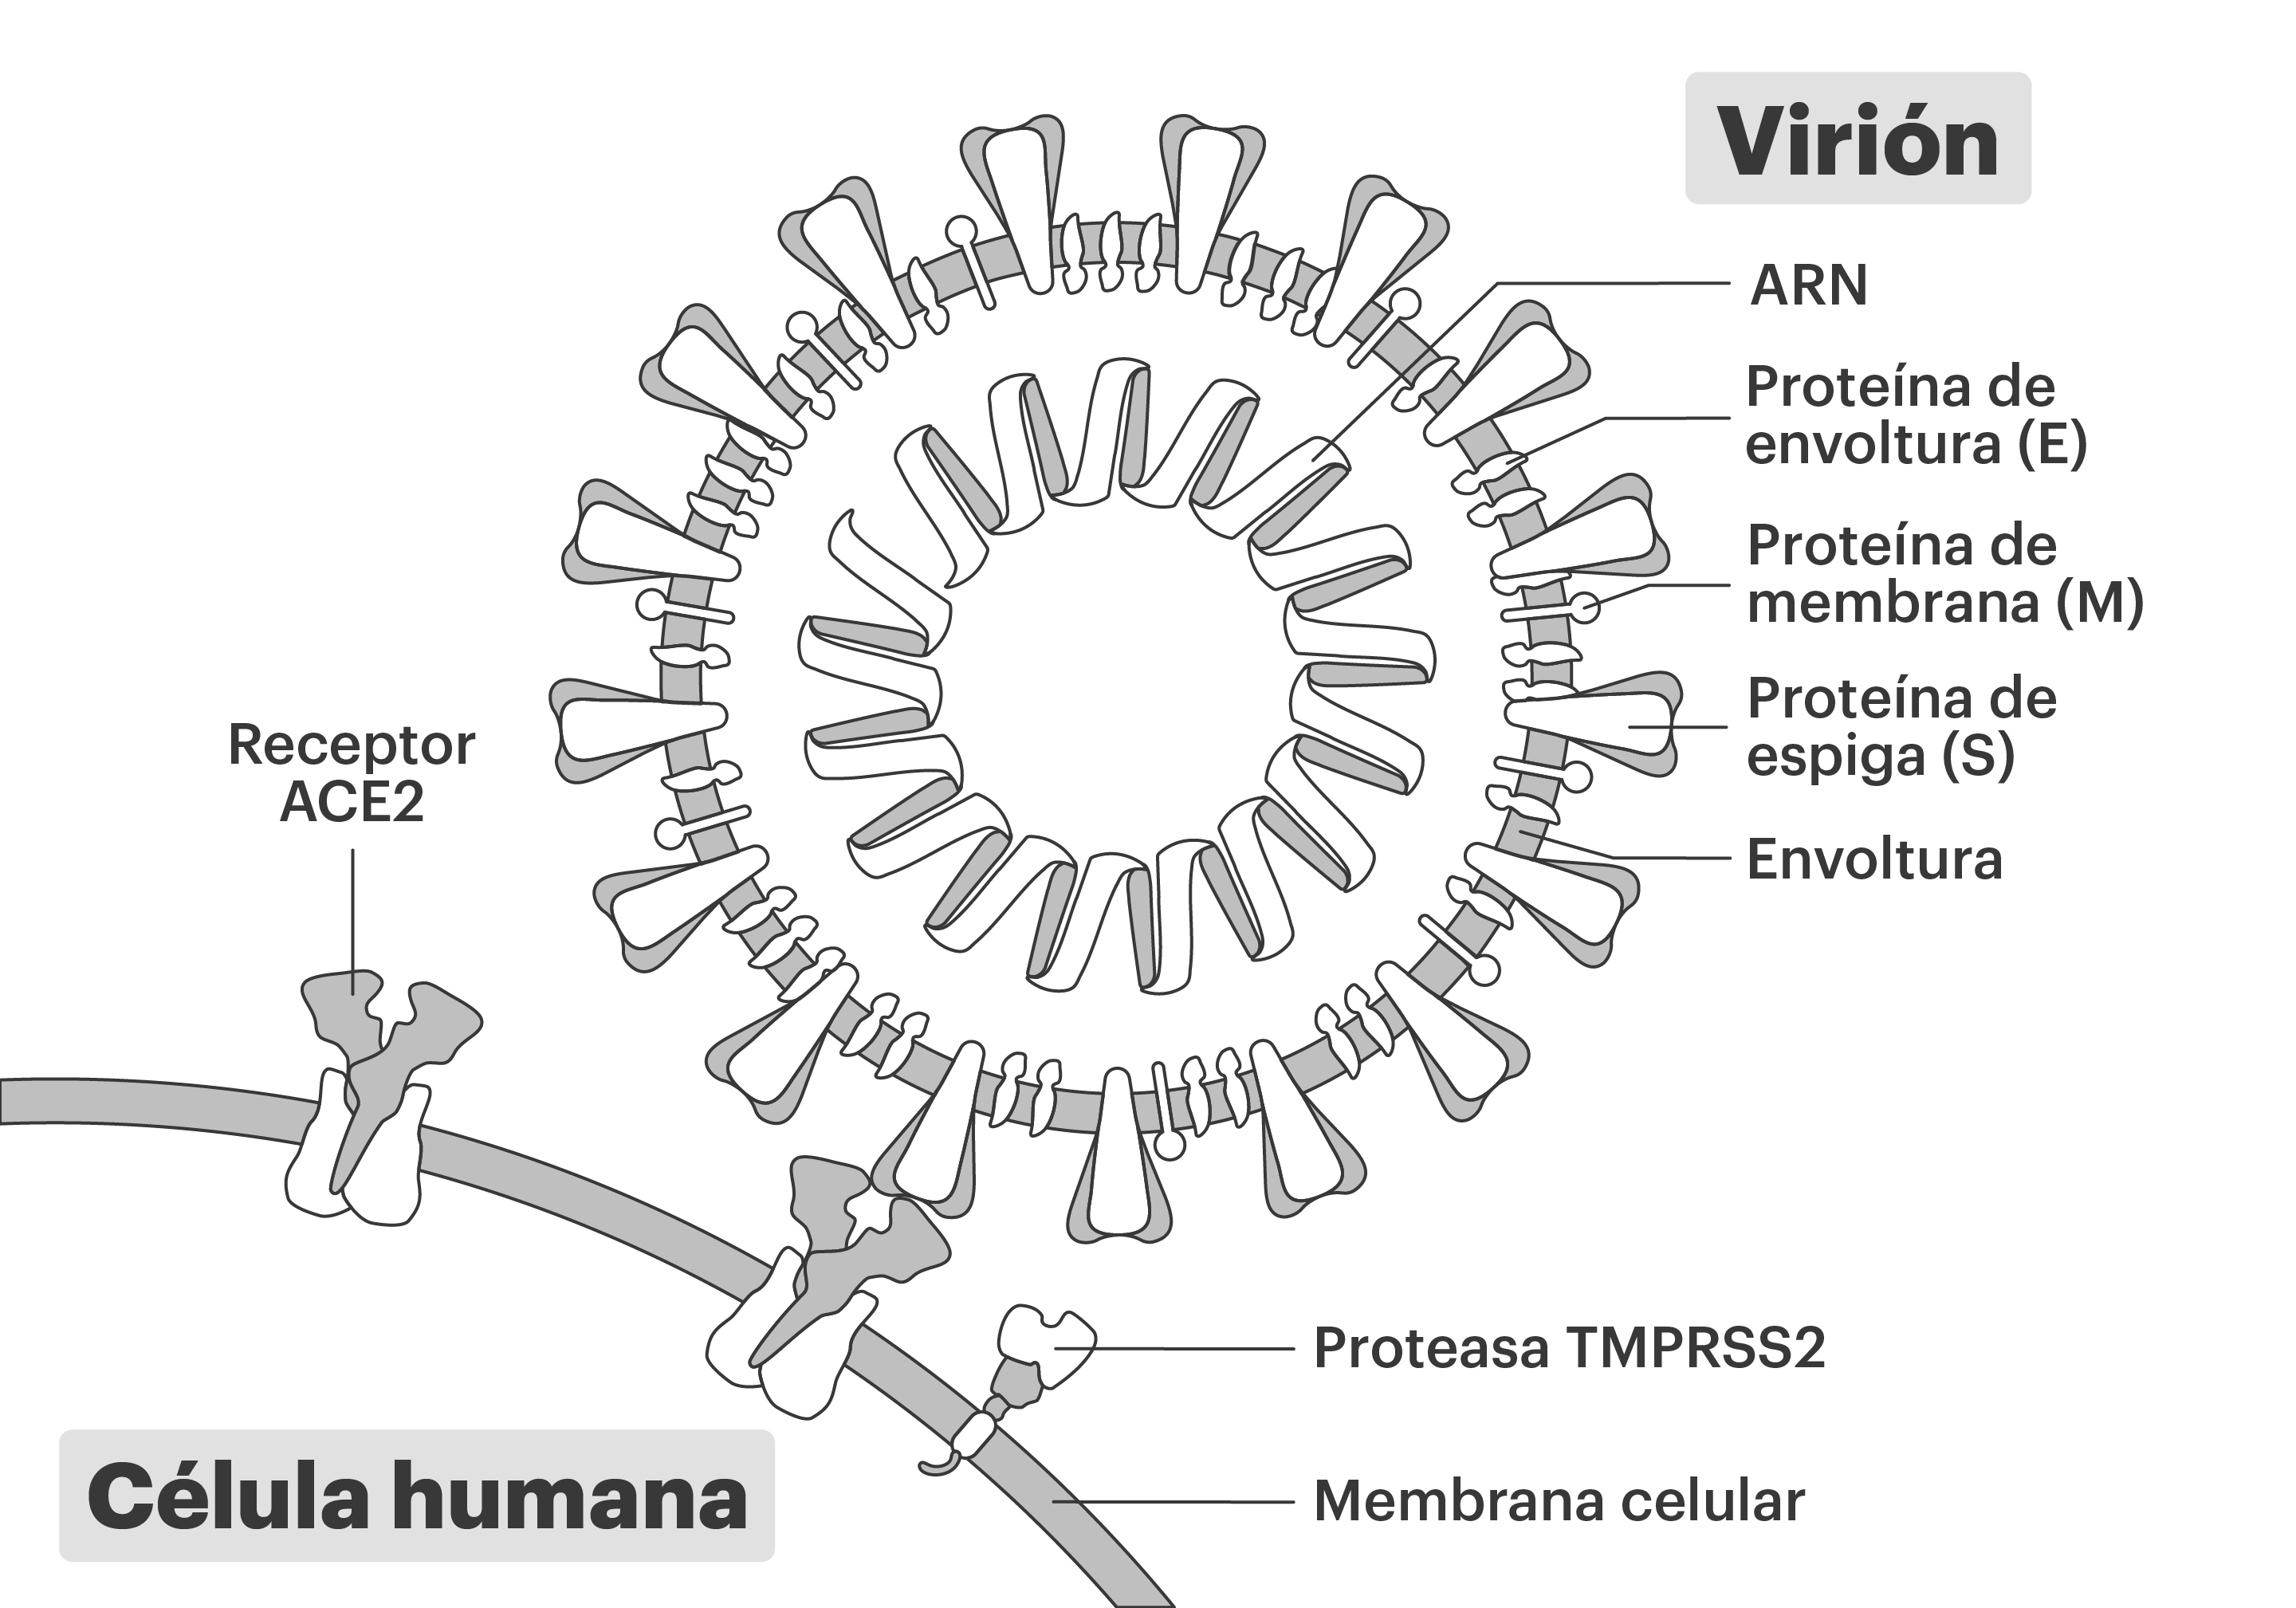 Virión
ARN
Proteína de
envoltura (E)
Proteína de
membrana (M)
Proteína de
espiga (S)
Envoltura
Receptor
ACE2
Proteasa TMPRSS2
Membrana celular
Célula humana